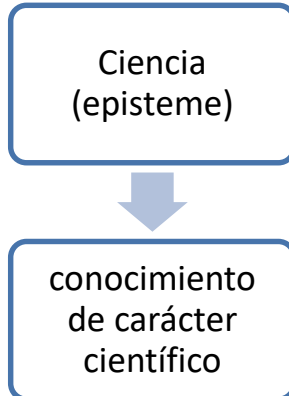 Ciencia
(episteme)
conocimiento
de carácter
científico